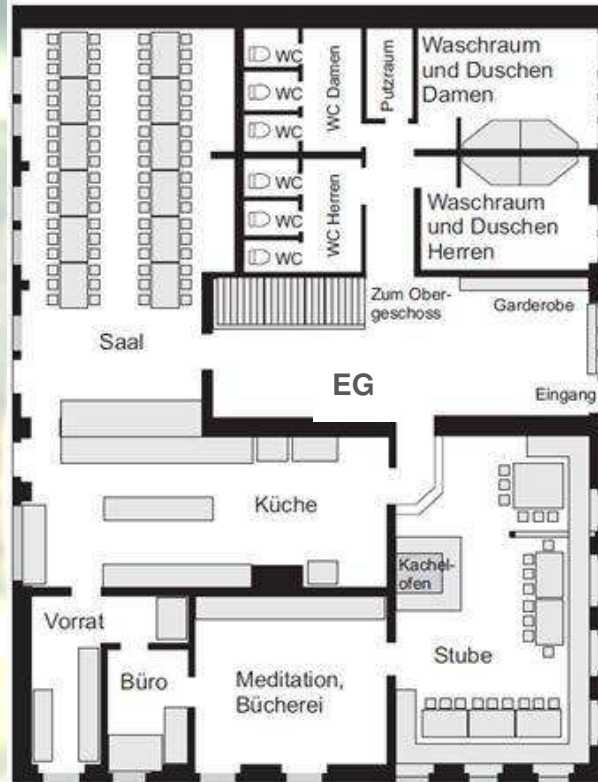 WC
WC
WC
WC Damen
Putzraum
Waschraum
und Duschen
Damen
WC
WC
WC
WC Herren
Waschraum
und Duschen
Herren
Zum Ober-
geschoss
Garderobe
Saal
EG
Eingang
Küche
Kachel-
ofen
Vorrat
Büro
Meditation,
Bücherei
Stube